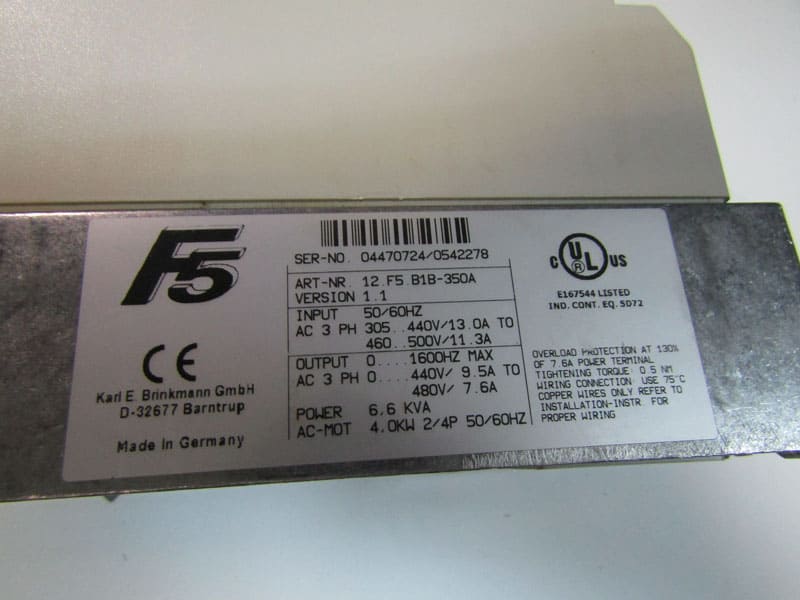 F5
SER-NO. 04470724/0542278
ART-NR. 12.F5.B1B-350A
VERSION 1.1
INPUT 50/60HZ
AC 3 PH 305..440V/13.0A TO
460..500V/11.3A
OUTPUT 0....1600HZ MAX
AC 3 PH 0....440V/ 9.5A TO
480V/ 7.6A
POWER 6,6 KVA
AC-MOT 4.0KW 2/4P 50/60HZ
CE
Karl E. Brinkmann GmbH
D-32677 Barntrup
Made in Germany
C UL ® US
E167544 LISTED
IND. CONT. EQ. 5D72
OVERLOAD PROTECTION AT 130%
OF 7.6A POWER TERMINAL
TIGHTENING TORQUE: 0.5 NM
WIRING CONNECTION USE 75°C
COPPER WIRES ONLY REFER TO
INSTALLATION-INSTR FOR
PROPER WIRING